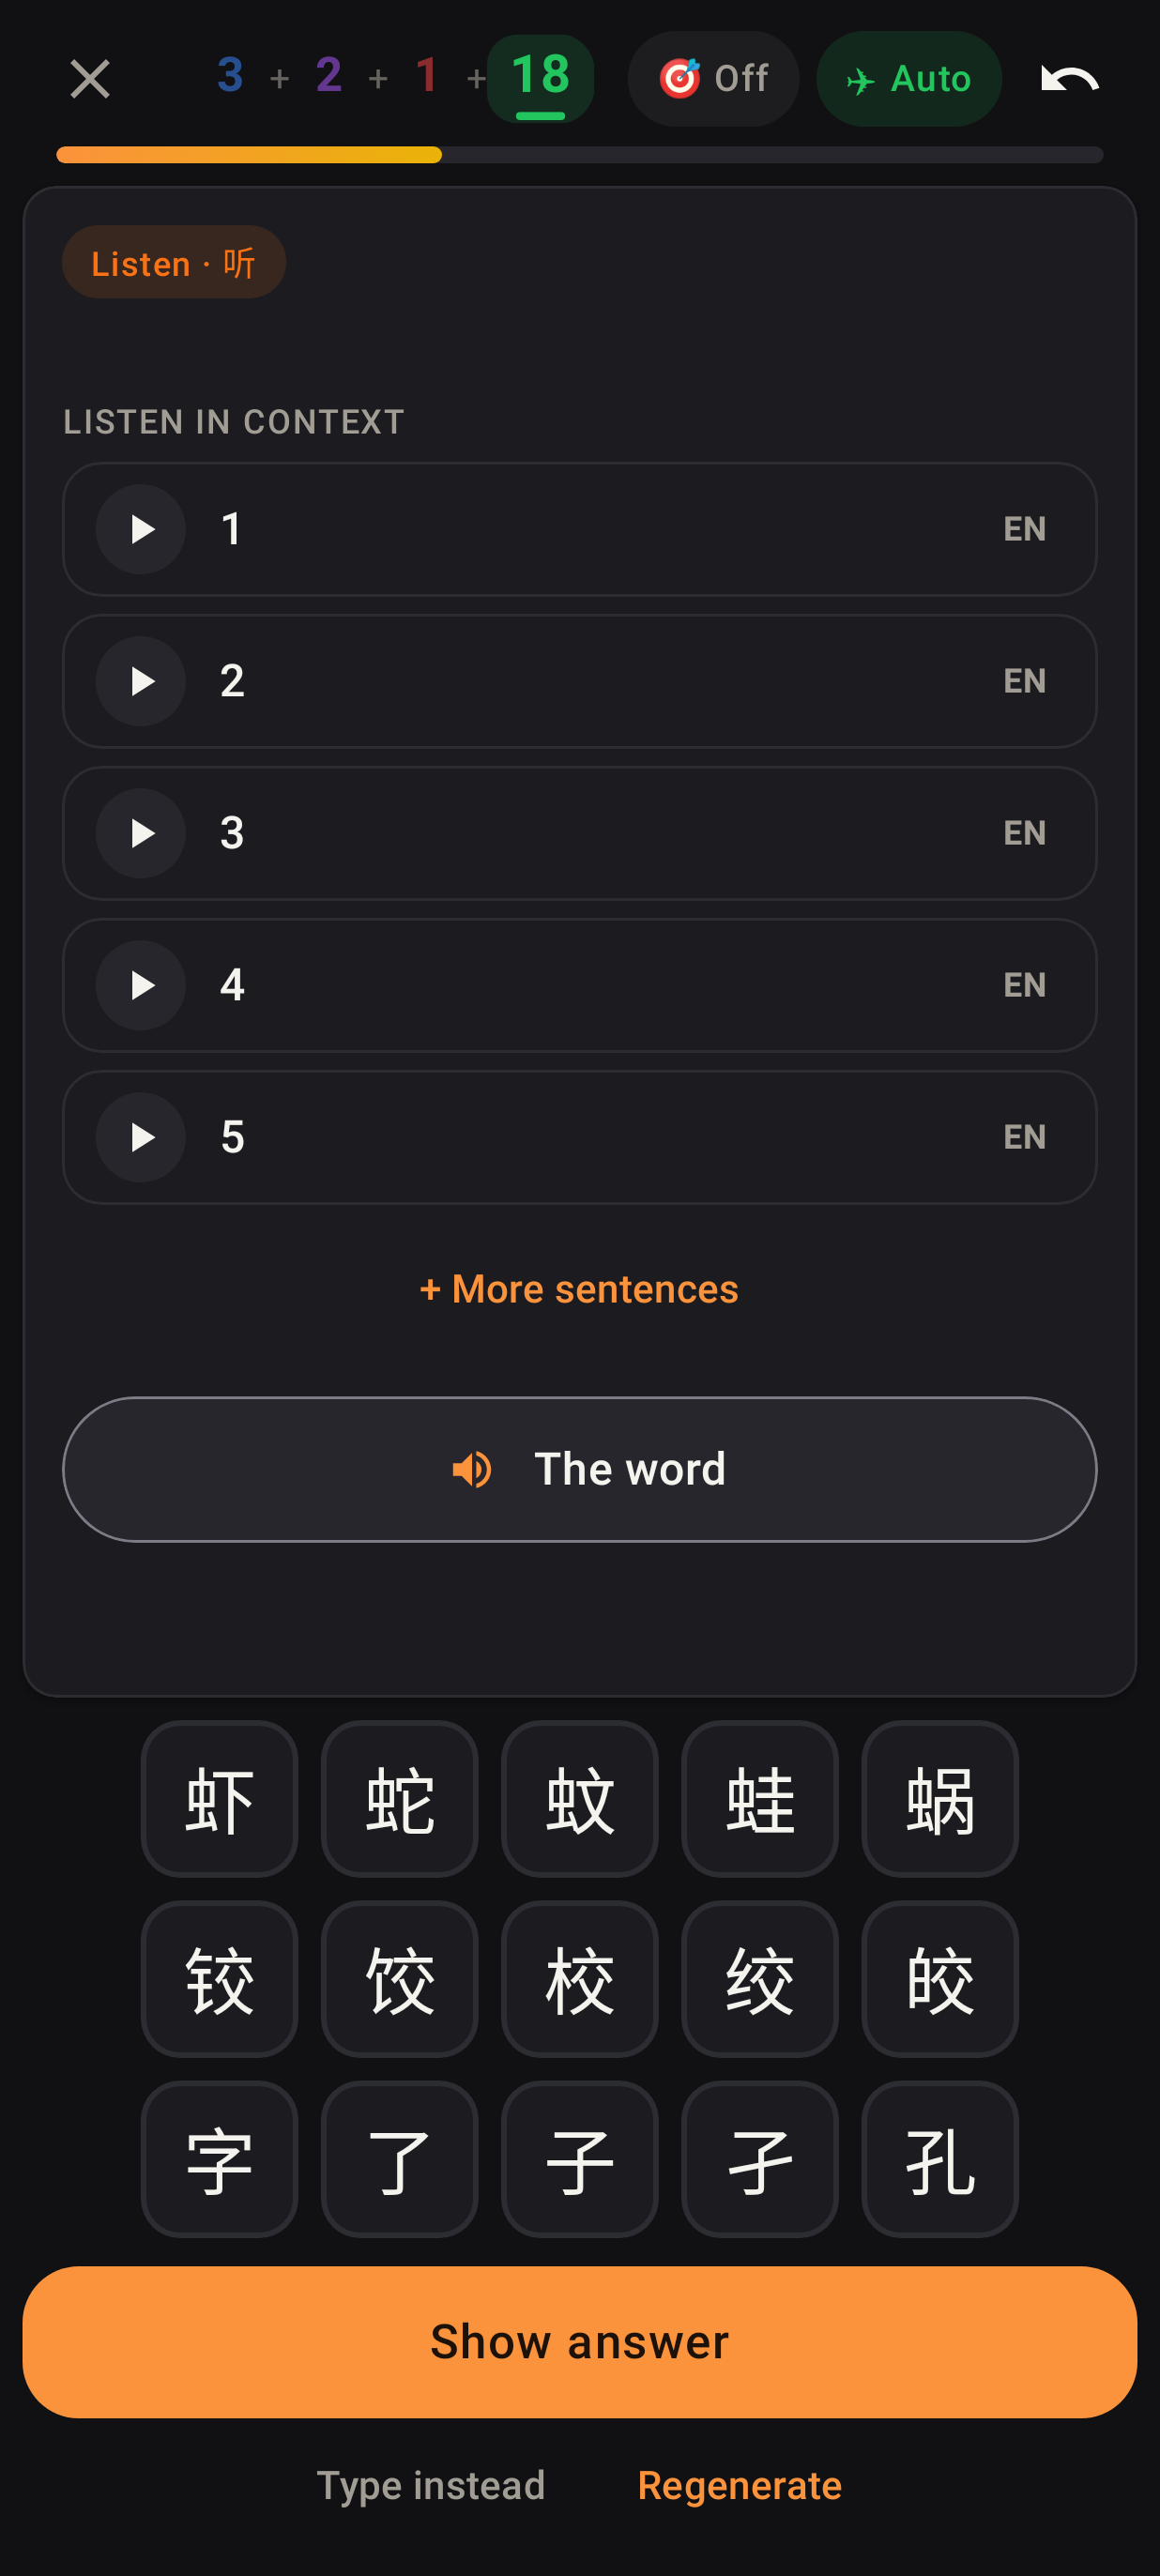 3 + 2 + 1 + 18 🎯 Off ✈ Auto
Listen · 听
LISTEN IN CONTEXT
1 EN
2 EN
3 EN
4 EN
5 EN
+ More sentences
The word
虾 蛇 蚊 蛙 蜗
铰 饺 校 绞 皎
字 了 子 孑 孔
Show answer
Type instead Regenerate